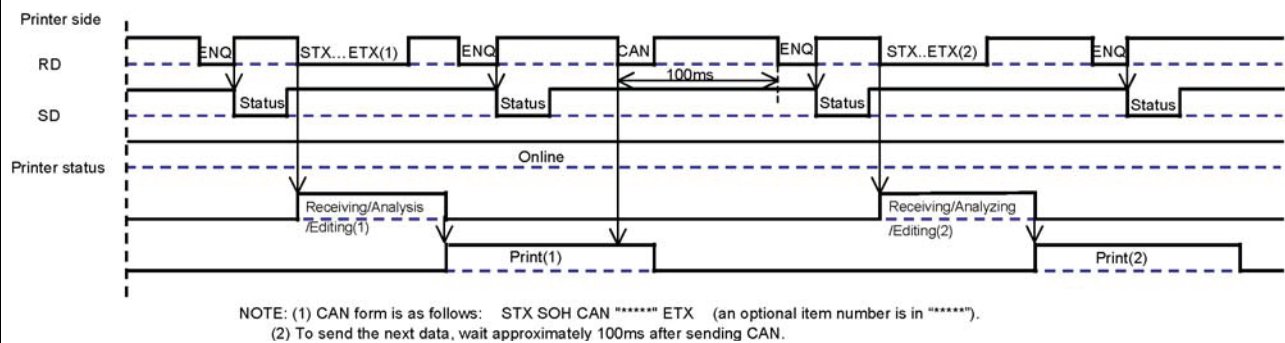 Printer side
RD ENQ STX...ETX(1) ENQ CAN ENQ STX..ETX(2) ENQ
100ms
SD Status Status Status Status
Printer status Online
Receiving/Analysis Receiving/Analyzing
/Editing(1) /Editing(2)
Print(1) Print(2)
NOTE: (1) CAN form is as follows: STX SOH CAN "*****" ETX (an optional item number is in “*****”).
(2) To send the next data, wait approximately 100ms after sending CAN.